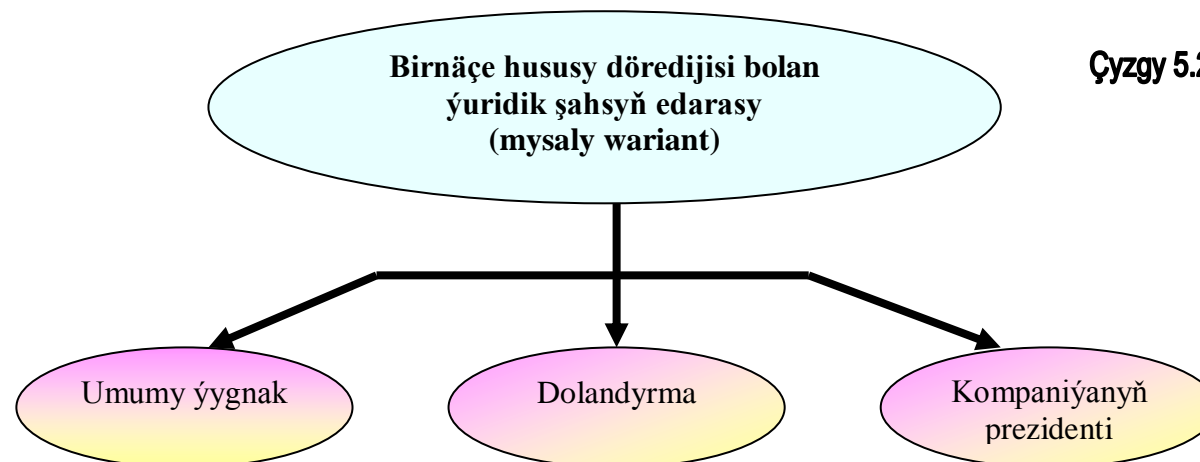 Birnäçe hususy döredijisi bolan
ýuridik şahsyň edarasy
(mysaly wariant)
Çyzgy 5.2
Umumy ýygnak
Dolandyrma
Kompaniýanyň
prezidenti